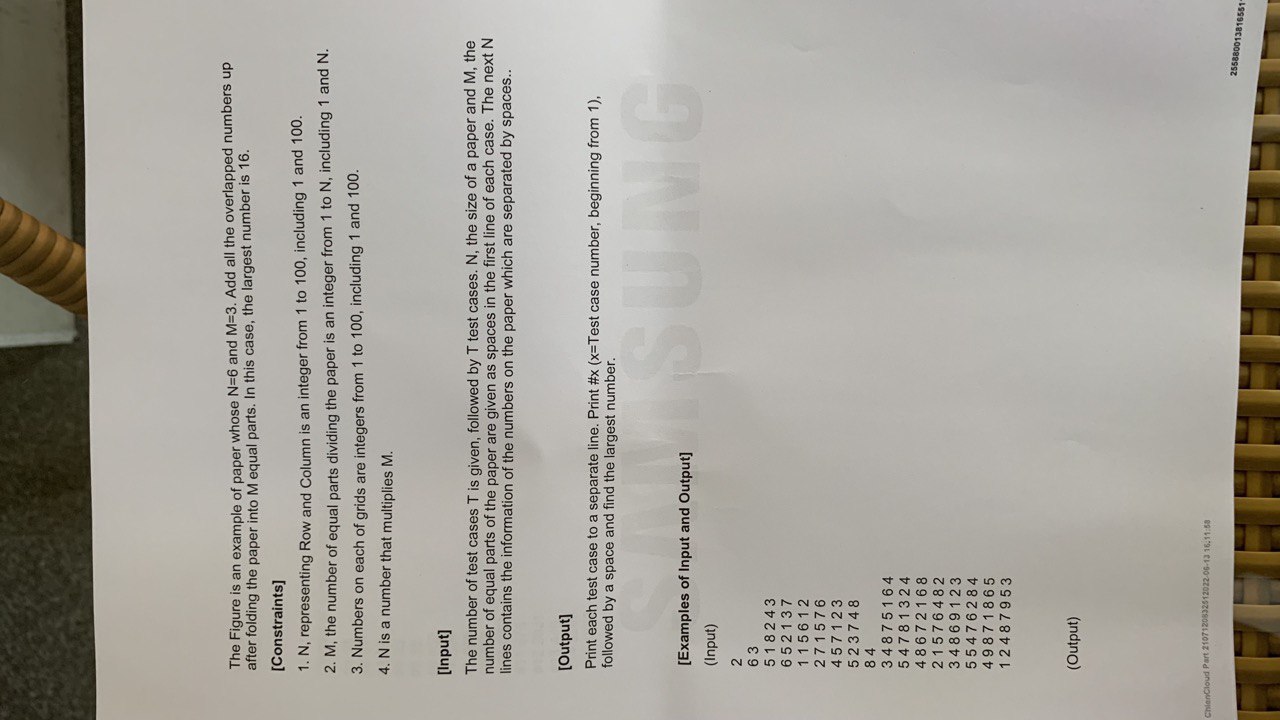 The Figure is an example of paper whose N=6 and M=3. Add all the overlapped numbers up
after folding the paper into M equal parts. In this case, the largest number is 16.
[Constraints]
1. N, representing Row and Column is an integer from 1 to 100, including 1 and 100.
2. M, the number of equal parts dividing the paper is an integer from 1 to N, including 1 and N.
3. Numbers on each of grids are integers from 1 to 100, including 1 and 100.
4. N is a number that multiplies M.
[Input]
The number of test cases T is given, followed by T test cases. N, the size of a paper and M, the
number of equal parts of the paper are given as spaces in the first line of each case. The next N
lines contains the information of the numbers on the paper which are separated by spaces..
[Output]
Print each test case to a separate line. Print #x (x=Test case number, beginning from 1),
followed by a space and find the largest number.
SAMSUNG
[Examples of Input and Output]
(Input)
2
6 3
5 1 8 2 4 3
6 5 2 1 3 7
1 1 5 6 1 2
2 7 1 5 7 6
4 5 7 1 2 3
5 2 3 7 4 8
8 4
3 4 8 7 5 1 6 4
5 4 7 8 1 3 2 4
4 8 6 7 2 1 6 8
2 1 5 7 6 4 8 2
3 4 8 6 9 1 2 3
5 5 4 7 6 2 8 4
4 9 8 7 1 8 6 5
1 2 4 8 7 9 5 3
(Output)
Part 2107120832512022-06-13 16:11:58
255880013816551